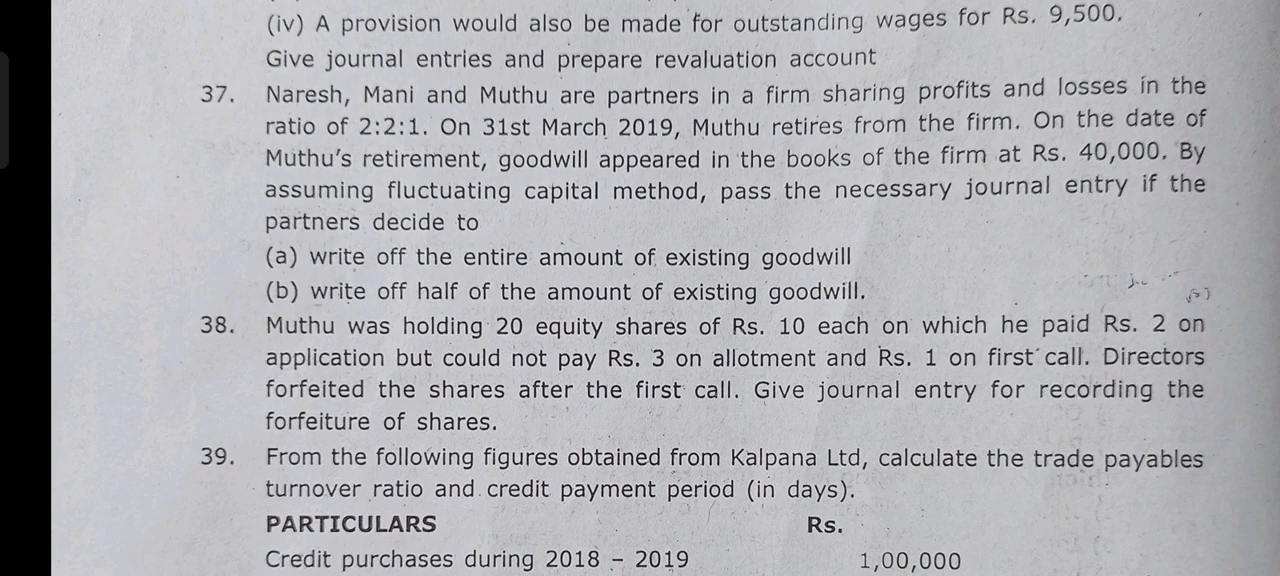 (iv) A provision would also be made for outstanding wages for Rs. 9,500.
Give journal entries and prepare revaluation account
37. Naresh, Mani and Muthu are partners in a firm sharing profits and losses in the
ratio of 2:2:1. On 31st March 2019, Muthu retires from the firm. On the date of
Muthu's retirement, goodwill appeared in the books of the firm at Rs. 40,000. By
assuming fluctuating capital method, pass the necessary journal entry if the
partners decide to
(a) write off the entire amount of existing goodwill
(b) write off half of the amount of existing goodwill.
38. Muthu was holding 20 equity shares of Rs. 10 each on which he paid Rs. 2 on
application but could not pay Rs. 3 on allotment and Rs. 1 on first call. Directors
forfeited the shares after the first call. Give journal entry for recording the
forfeiture of shares.
39. From the following figures obtained from Kalpana Ltd, calculate the trade payables
turnover ratio and credit payment period (in days).
PARTICULARS Rs.
Credit purchases during 2018 – 2019 1,00,000